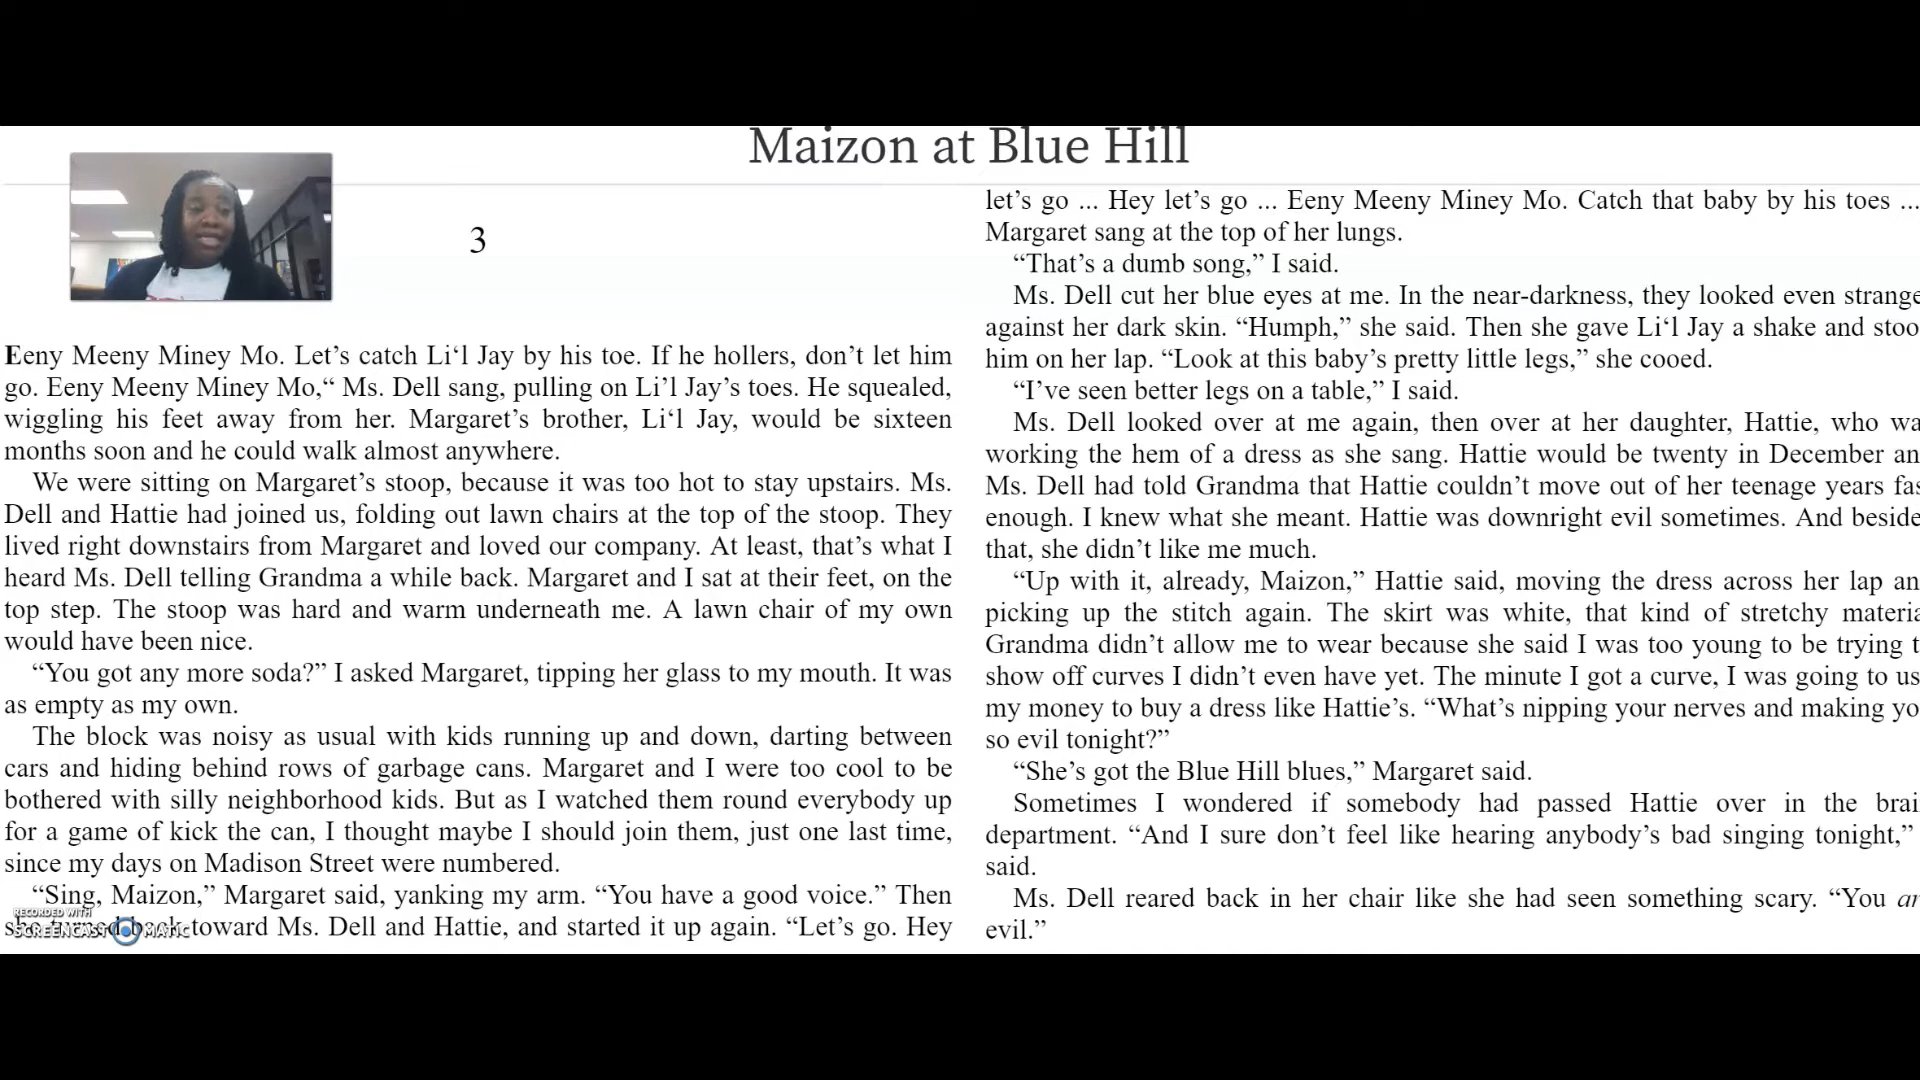 Maizon at Blue Hill
3
Eeny Meeny Miney Mo. Let’s catch Li‘l Jay by his toe. If he hollers, don’t let him
go. Eeny Meeny Miney Mo,“ Ms. Dell sang, pulling on Li’l Jay’s toes. He squealed,
wiggling his feet away from her. Margaret’s brother, Li‘l Jay, would be sixteen
months soon and he could walk almost anywhere.
We were sitting on Margaret’s stoop, because it was too hot to stay upstairs. Ms.
Dell and Hattie had joined us, folding out lawn chairs at the top of the stoop. They
lived right downstairs from Margaret and loved our company. At least, that’s what I
heard Ms. Dell telling Grandma a while back. Margaret and I sat at their feet, on the
top step. The stoop was hard and warm underneath me. A lawn chair of my own
would have been nice.
“You got any more soda?” I asked Margaret, tipping her glass to my mouth. It was
as empty as my own.
The block was noisy as usual with kids running up and down, darting between
cars and hiding behind rows of garbage cans. Margaret and I were too cool to be
bothered with silly neighborhood kids. But as I watched them round everybody up
for a game of kick the can, I thought maybe I should join them, just one last time,
since my days on Madison Street were numbered.
“Sing, Maizon,” Margaret said, yanking my arm. “You have a good voice.” Then
she turned back toward Ms. Dell and Hattie, and started it up again. “Let’s go. Hey
RECORDED WITH
SCREENCAST MATIC
let’s go ... Hey let’s go ... Eeny Meeny Miney Mo. Catch that baby by his toes ...
Margaret sang at the top of her lungs.
“That’s a dumb song,” I said.
Ms. Dell cut her blue eyes at me. In the near-darkness, they looked even strange
against her dark skin. “Humph,” she said. Then she gave Li‘l Jay a shake and stoo
him on her lap. “Look at this baby’s pretty little legs,” she cooed.
“I’ve seen better legs on a table,” I said.
Ms. Dell looked over at me again, then over at her daughter, Hattie, who wa
working the hem of a dress as she sang. Hattie would be twenty in December an
Ms. Dell had told Grandma that Hattie couldn’t move out of her teenage years fas
enough. I knew what she meant. Hattie was downright evil sometimes. And beside
that, she didn’t like me much.
“Up with it, already, Maizon,” Hattie said, moving the dress across her lap an
picking up the stitch again. The skirt was white, that kind of stretchy materia
Grandma didn’t allow me to wear because she said I was too young to be trying t
show off curves I didn’t even have yet. The minute I got a curve, I was going to us
my money to buy a dress like Hattie’s. “What’s nipping your nerves and making yo
so evil tonight?”
“She’s got the Blue Hill blues,” Margaret said.
Sometimes I wondered if somebody had passed Hattie over in the brai
department. “And I sure don’t feel like hearing anybody’s bad singing tonight,”
said.
Ms. Dell reared back in her chair like she had seen something scary. “You ar
evil.”